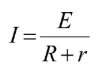 I = E / (R + r)